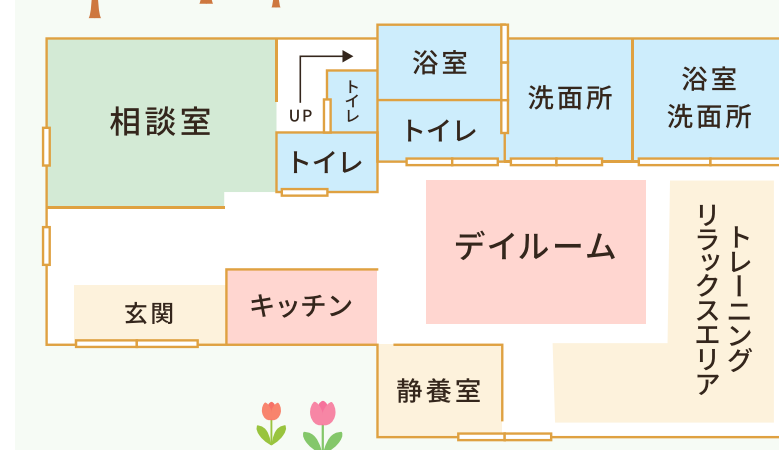 相談室
UP
トイレ
トイレ
浴室
トイレ
洗面所
浴室
洗面所
デイルーム
トレーニング
リラックスエリア
玄関
キッチン
静養室